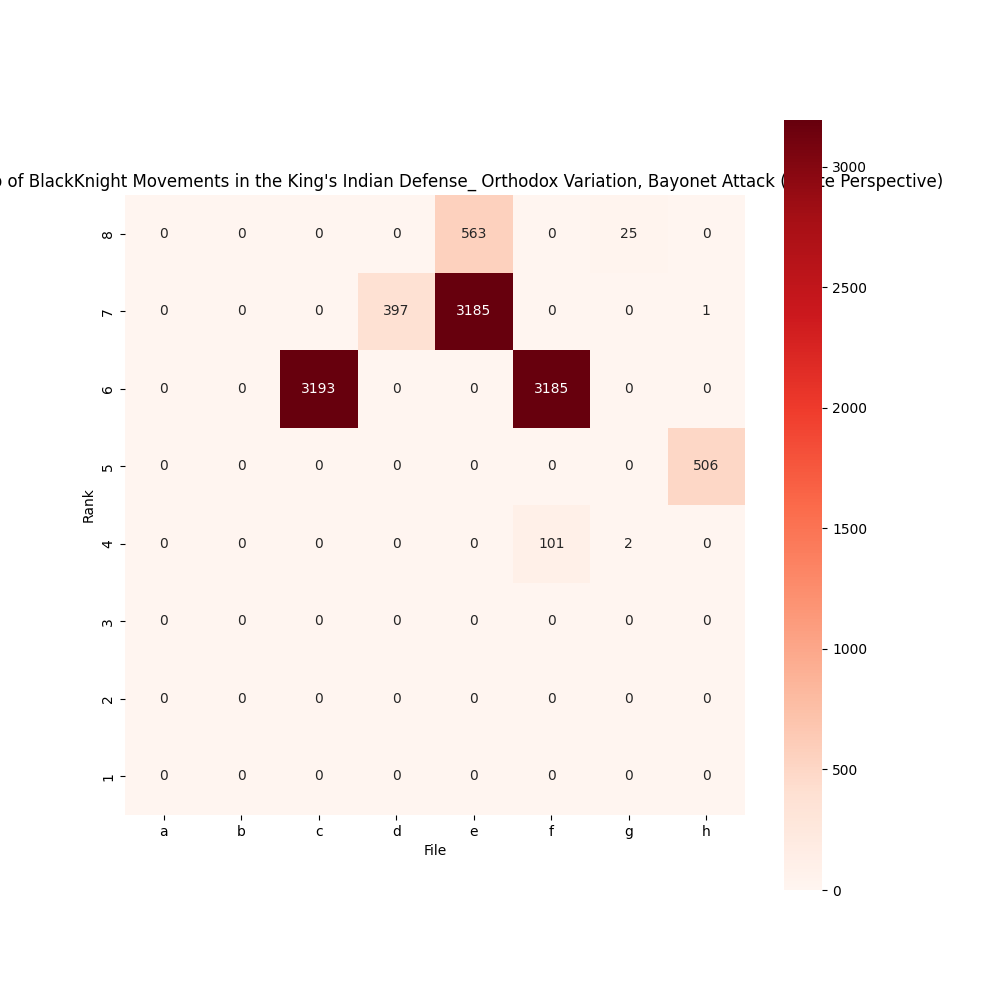 of BlackKnight Movements in the King's Indian Defense_ Orthodox Variation, Bayonet Attack ( Perspective)
8 0 0 0 0 563 0 25 0
7 0 0 0 397 3185 0 0 1
6 0 0 3193 0 0 3185 0 0
5 0 0 0 0 0 0 0 506
Rank
4 0 0 0 0 0 101 2 0
3 0 0 0 0 0 0 0 0
2 0 0 0 0 0 0 0 0
1 0 0 0 0 0 0 0 0
a b c d e f g h
File
3000
2500
2000
1500
1000
500
0